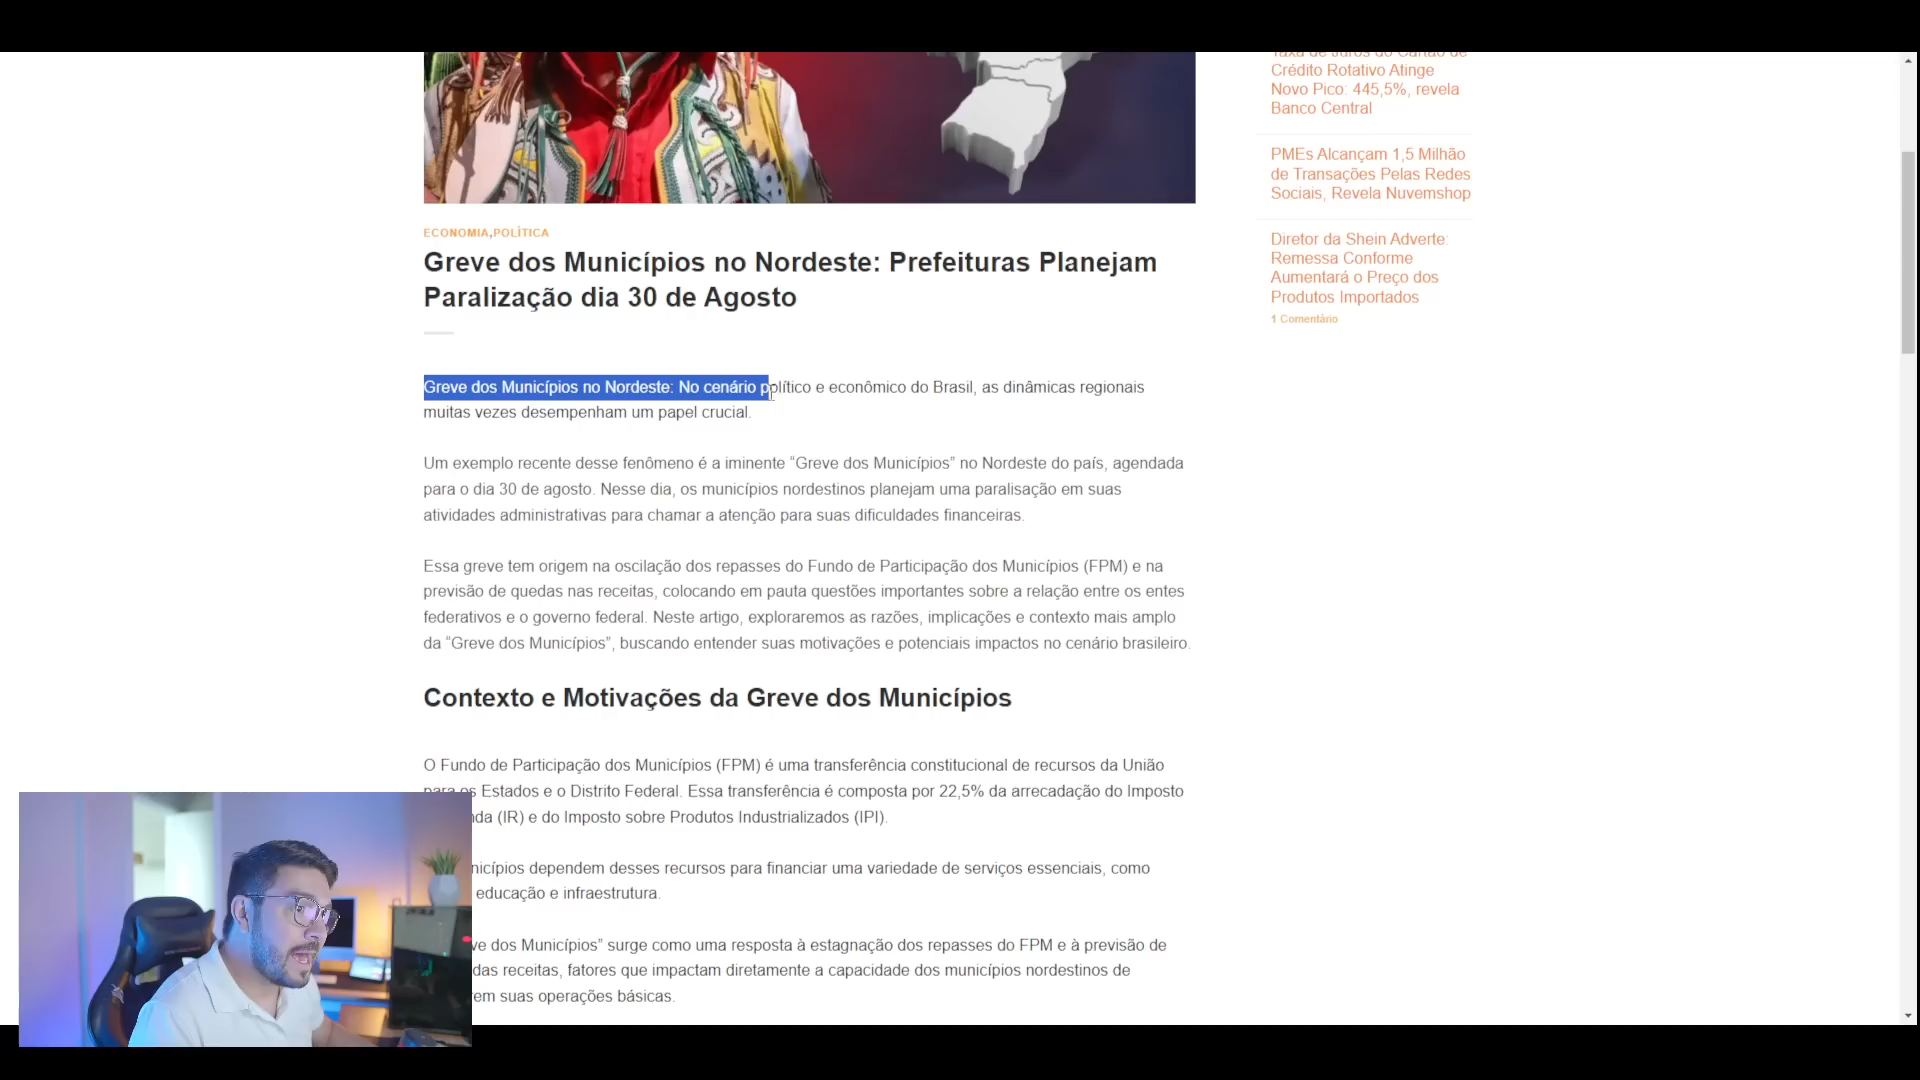 Taxa de Juros do Cartão de
Crédito Rotativo Atinge
Novo Pico: 445,5%, revela
Banco Central
PMEs Alcançam 1,5 Milhão
de Transações Pelas Redes
Sociais, Revela Nuvemshop
Diretor da Shein Adverte:
Remessa Conforme
Aumentará o Preço dos
Produtos Importados
1 Comentário
ECONOMIA,POLÍTICA
Greve dos Municípios no Nordeste: Prefeituras Planejam
Paralização dia 30 de Agosto
Greve dos Municípios no Nordeste: No cenário político e econômico do Brasil, as dinâmicas regionais
muitas vezes desempenham um papel crucial.
Um exemplo recente desse fenômeno é a iminente “Greve dos Municípios” no Nordeste do país, agendada
para o dia 30 de agosto. Nesse dia, os municípios nordestinos planejam uma paralisação em suas
atividades administrativas para chamar a atenção para suas dificuldades financeiras.
Essa greve tem origem na oscilação dos repasses do Fundo de Participação dos Municípios (FPM) e na
previsão de quedas nas receitas, colocando em pauta questões importantes sobre a relação entre os entes
federativos e o governo federal. Neste artigo, exploraremos as razões, implicações e contexto mais amplo
da “Greve dos Municípios”, buscando entender suas motivações e potenciais impactos no cenário brasileiro.
Contexto e Motivações da Greve dos Municípios
O Fundo de Participação dos Municípios (FPM) é uma transferência constitucional de recursos da União
para os Estados e o Distrito Federal. Essa transferência é composta por 22,5% da arrecadação do Imposto
(IR) e do Imposto sobre Produtos Industrializados (IPI).
dependem desses recursos para financiar uma variedade de serviços essenciais, como
educação e infraestrutura.
dos Municípios” surge como uma resposta à estagnação dos repasses do FPM e à previsão de
das receitas, fatores que impactam diretamente a capacidade dos municípios nordestinos de
suas operações básicas.